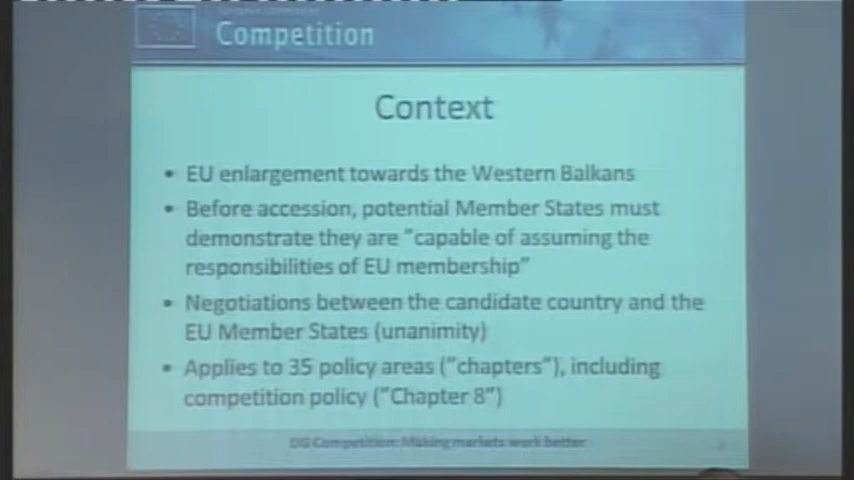 Competition
Context
• EU enlargement towards the Western Balkans
• Before accession, potential Member States must
demonstrate they are "capable of assuming the
responsibilities of EU membership"
• Negotiations between the candidate country and the
EU Member States (unanimity)
• Applies to 35 policy areas ("chapters"), including
competition policy ("Chapter 8")
DG Competition: Making markets work better